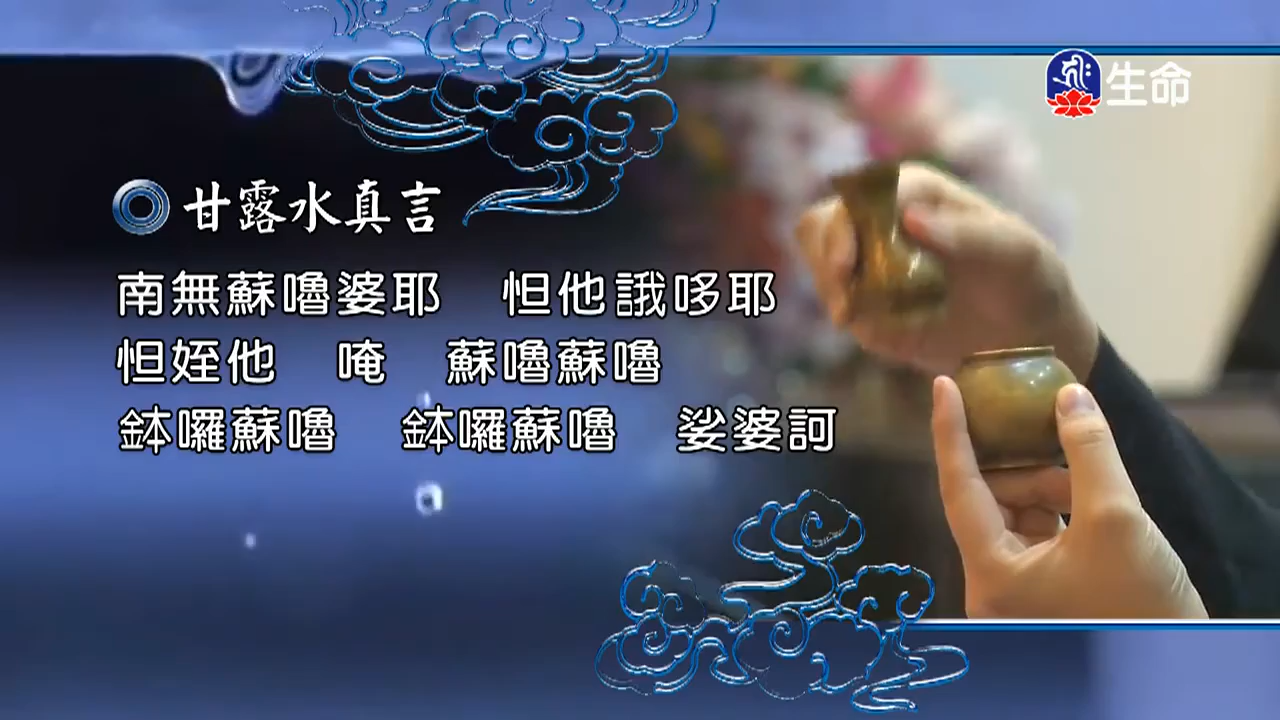 生命
甘露水真言
南無蘇嚕婆耶　怛他誐哆耶
怛姪他　唵　蘇嚕蘇嚕
鉢囉蘇嚕　鉢囉蘇嚕　娑婆訶